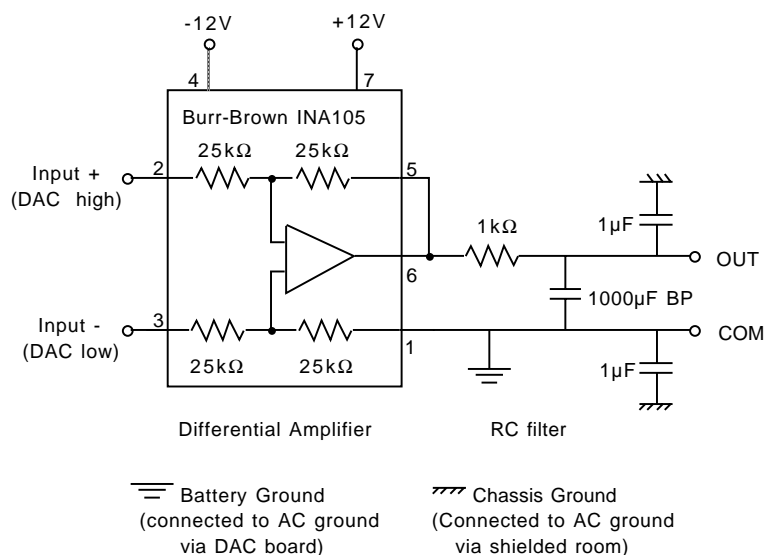 -12V
+12V
4
7
Burr-Brown INA105
25kΩ
25kΩ
Input +
(DAC high)
2
5
1kΩ
1µF
6
OUT
1000µF BP
Input -
(DAC low)
3
1
COM
25kΩ
25kΩ
1µF
Differential Amplifier
RC filter
Battery Ground
(connected to AC ground
via DAC board)
Chassis Ground
(Connected to AC ground
via shielded room)